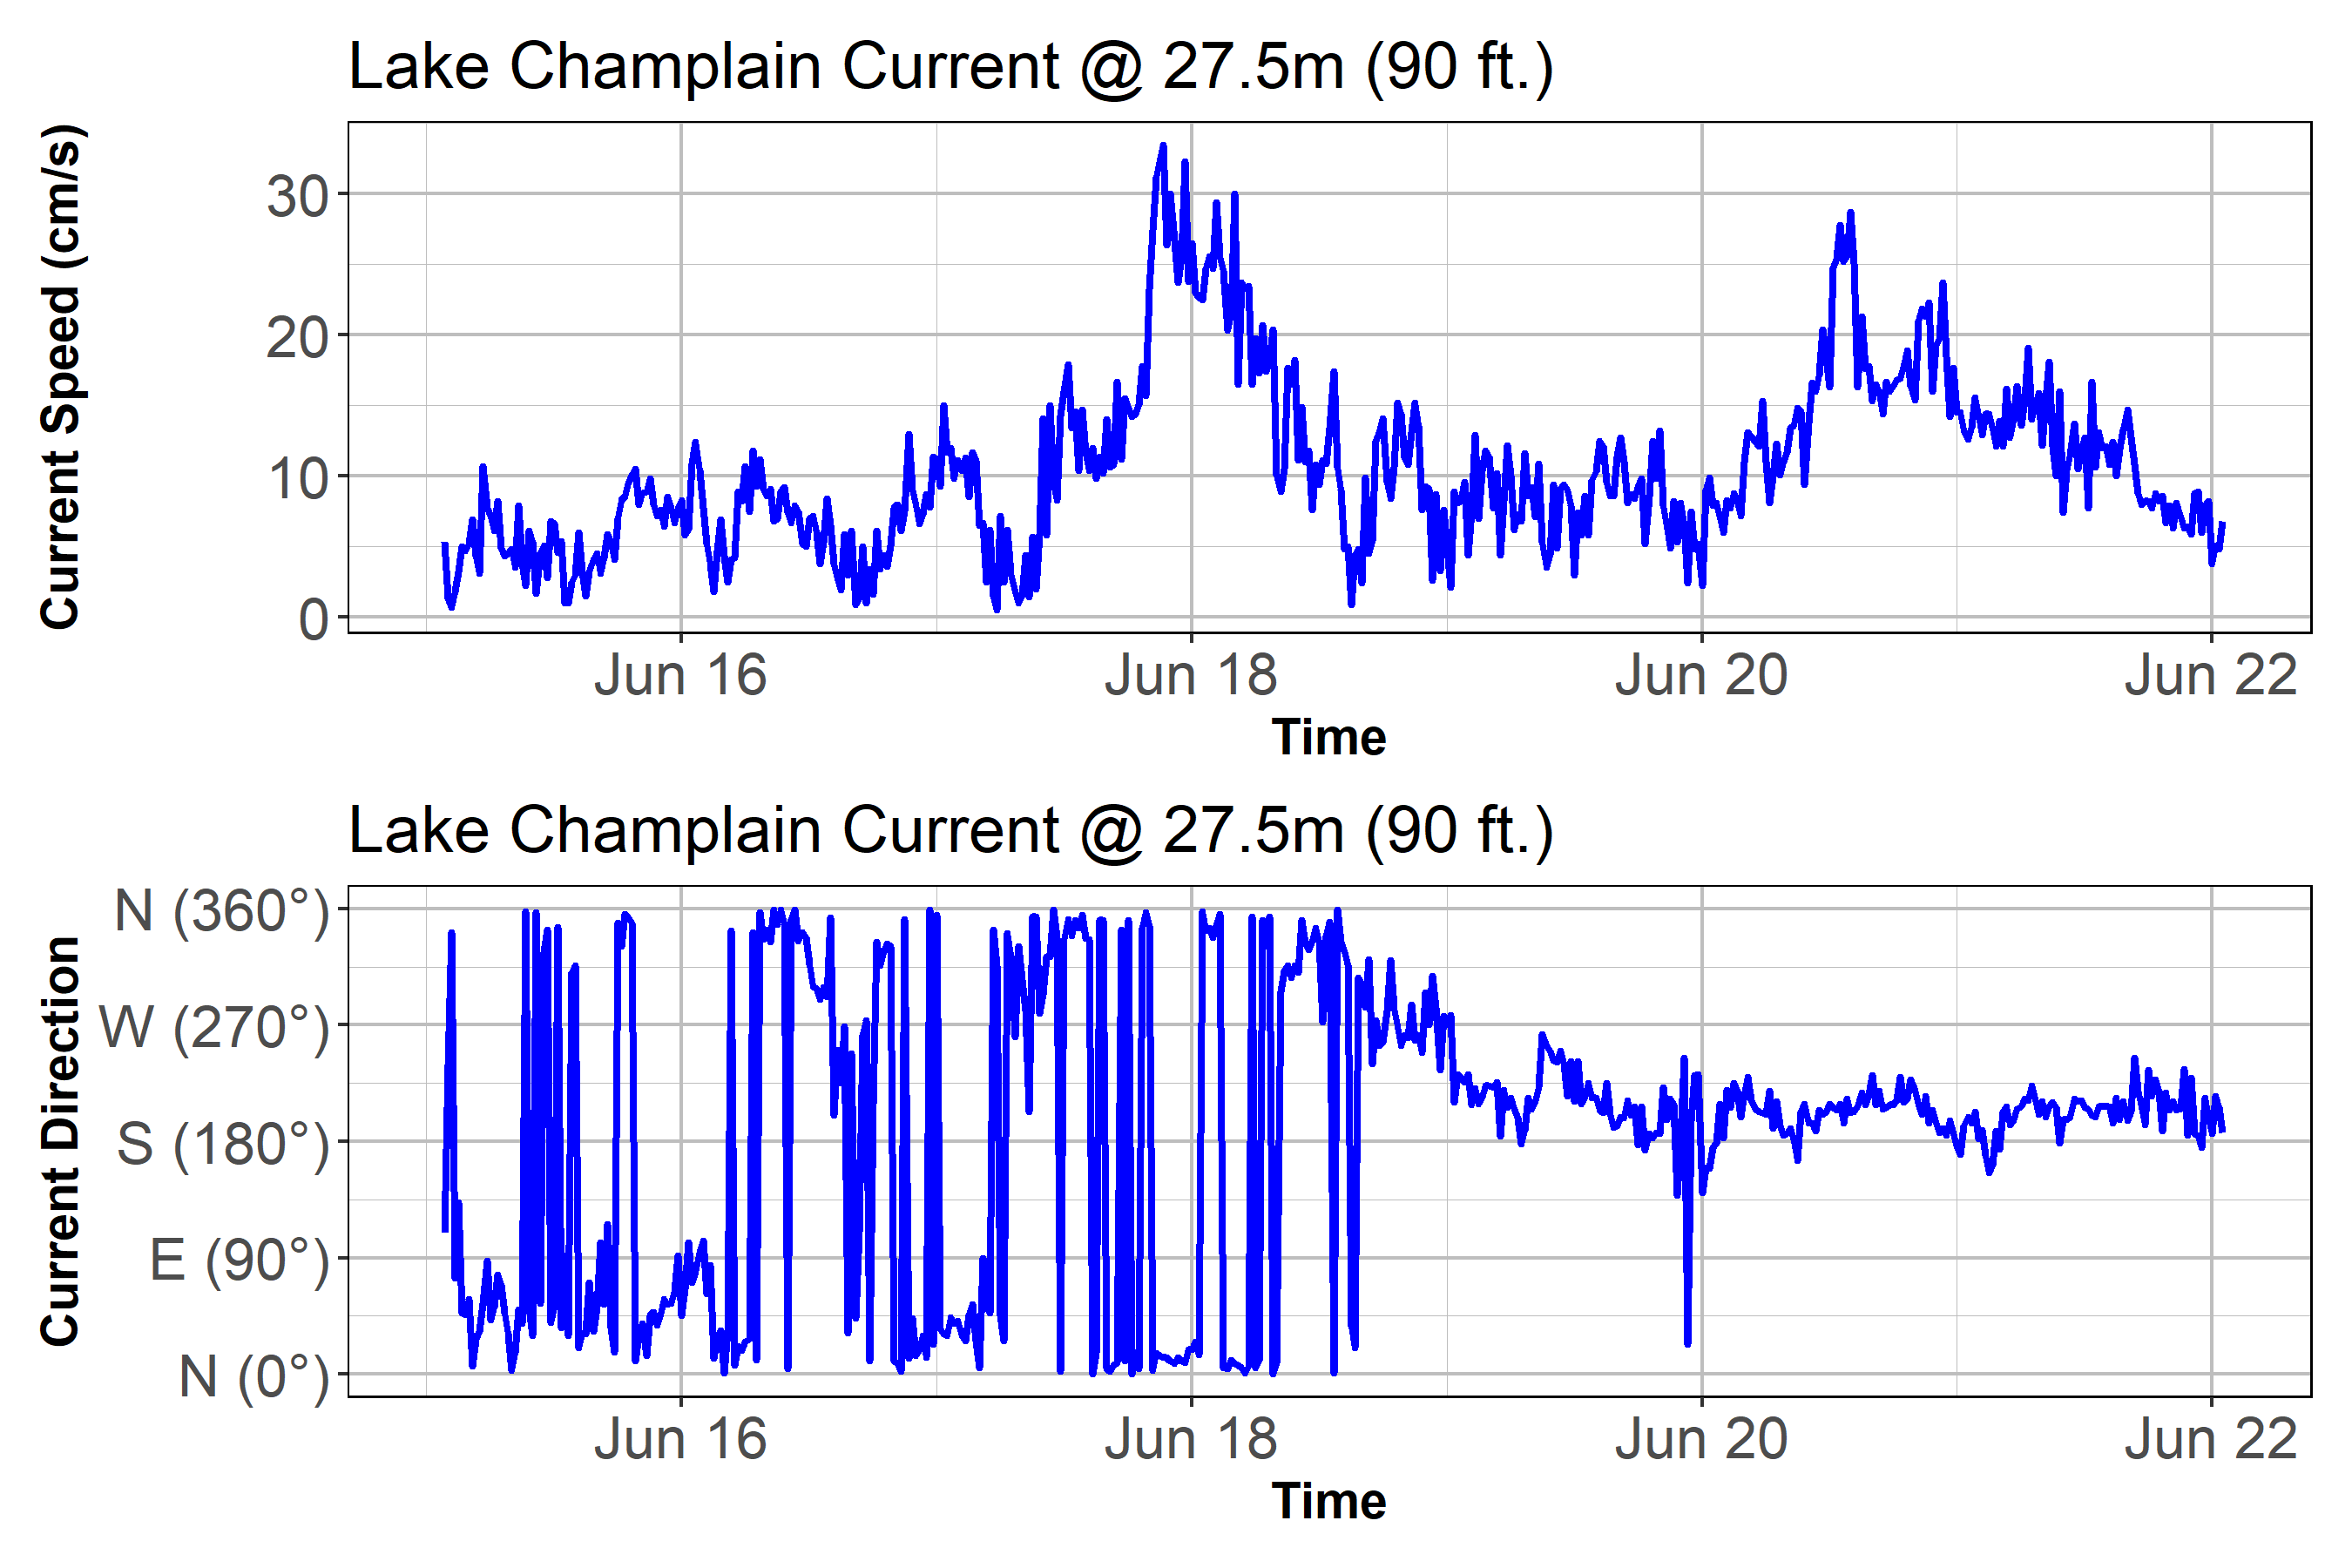 Lake Champlain Current @ 27.5m (90 ft.)
Current Speed (cm/s)
30
20
10
0
Jun 16 Jun 18 Jun 20 Jun 22
Time
Lake Champlain Current @ 27.5m (90 ft.)
Current Direction
N (360°)
W (270°)
S (180°)
E (90°)
N (0°)
Jun 16 Jun 18 Jun 20 Jun 22
Time